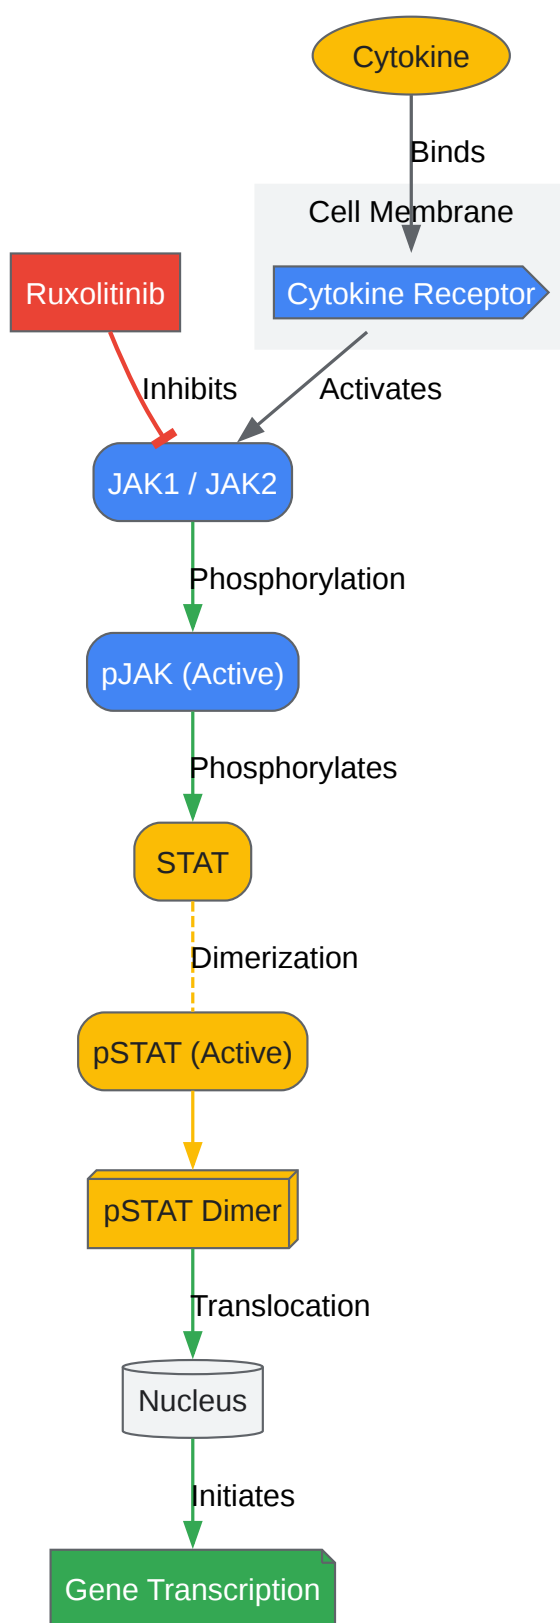 Cytokine
Binds
Cell Membrane
Cytokine Receptor
Ruxolitinib
Inhibits
Activates
JAK1 / JAK2
Phosphorylation
pJAK (Active)
Phosphorylates
STAT
Dimerization
pSTAT (Active)
pSTAT Dimer
Translocation
Nucleus
Initiates
Gene Transcription